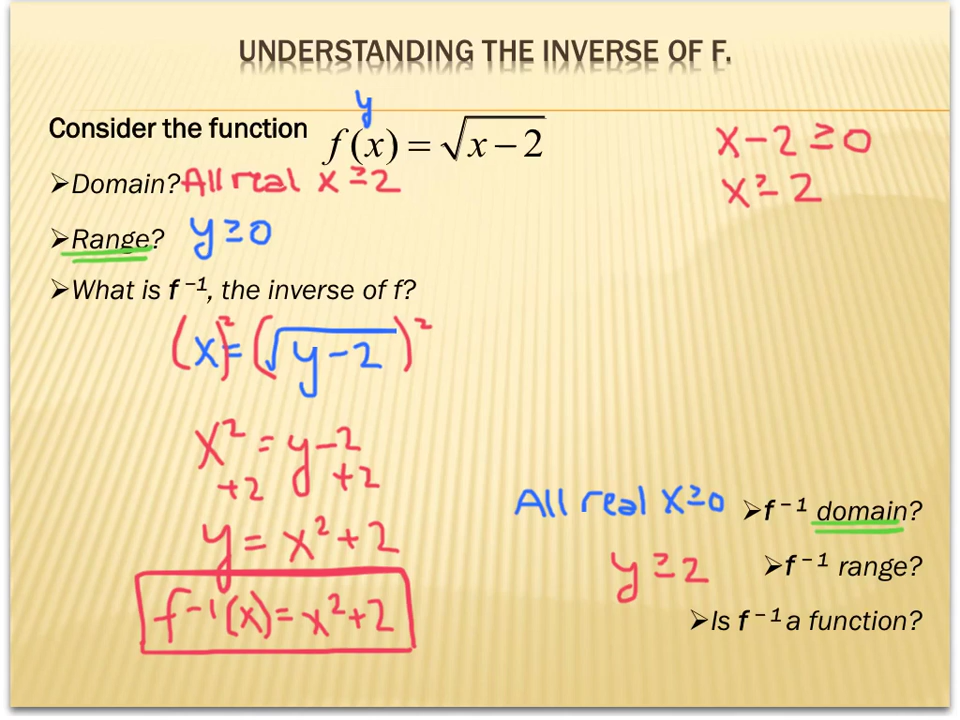 UNDERSTANDING THE INVERSE OF F.
y
Consider the function f(x) = √x − 2
x − 2 ≥ 0
➢Domain? All real x ≥ 2
x ≥ 2
➢Range? y ≥ 0
➢What is f ⁻¹, the inverse of f?
(x)² = (√y − 2)²
x² = y − 2
+2 +2
y = x² + 2
f⁻¹(x) = x² + 2
All real x ≥ 0 ➢f ⁻¹ domain?
y ≥ 2 ➢f ⁻¹ range?
➢Is f ⁻¹ a function?